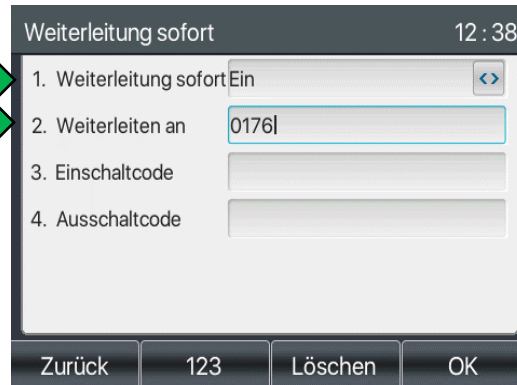 Weiterleitung sofort 12:38
1. Weiterleitung sofort Ein <>
2. Weiterleiten an 0176
3. Einschaltcode
4. Ausschaltcode
Zurück 123 Löschen OK